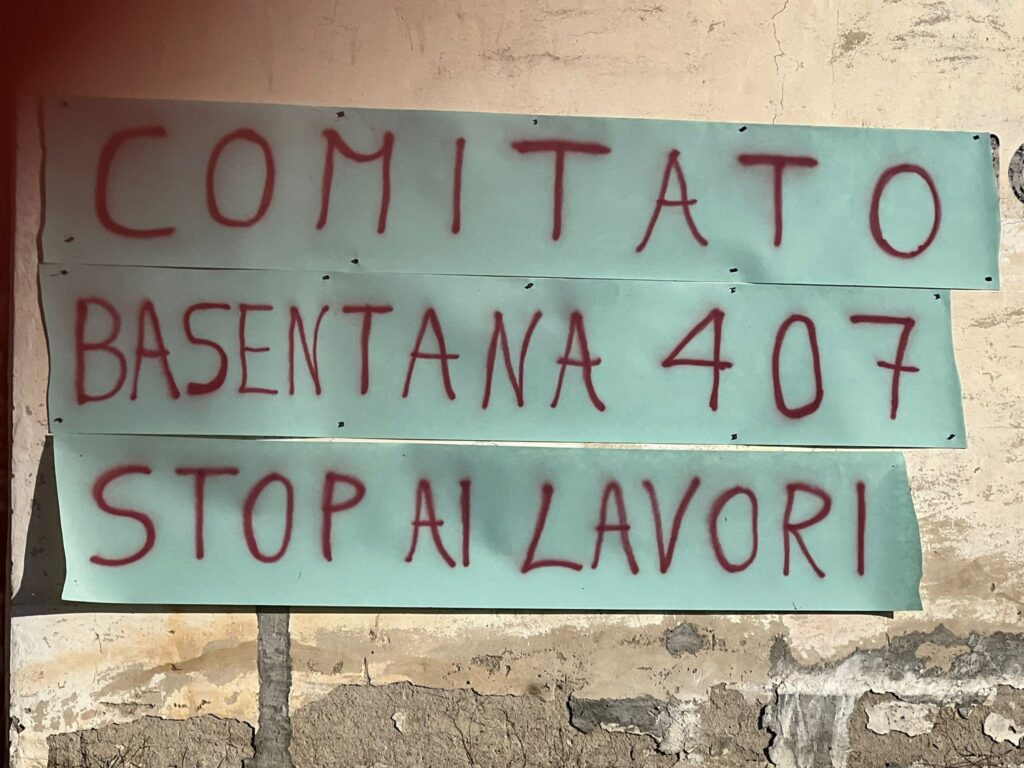 COMITATO
BASENTANA 407
STOP AI LAVORI